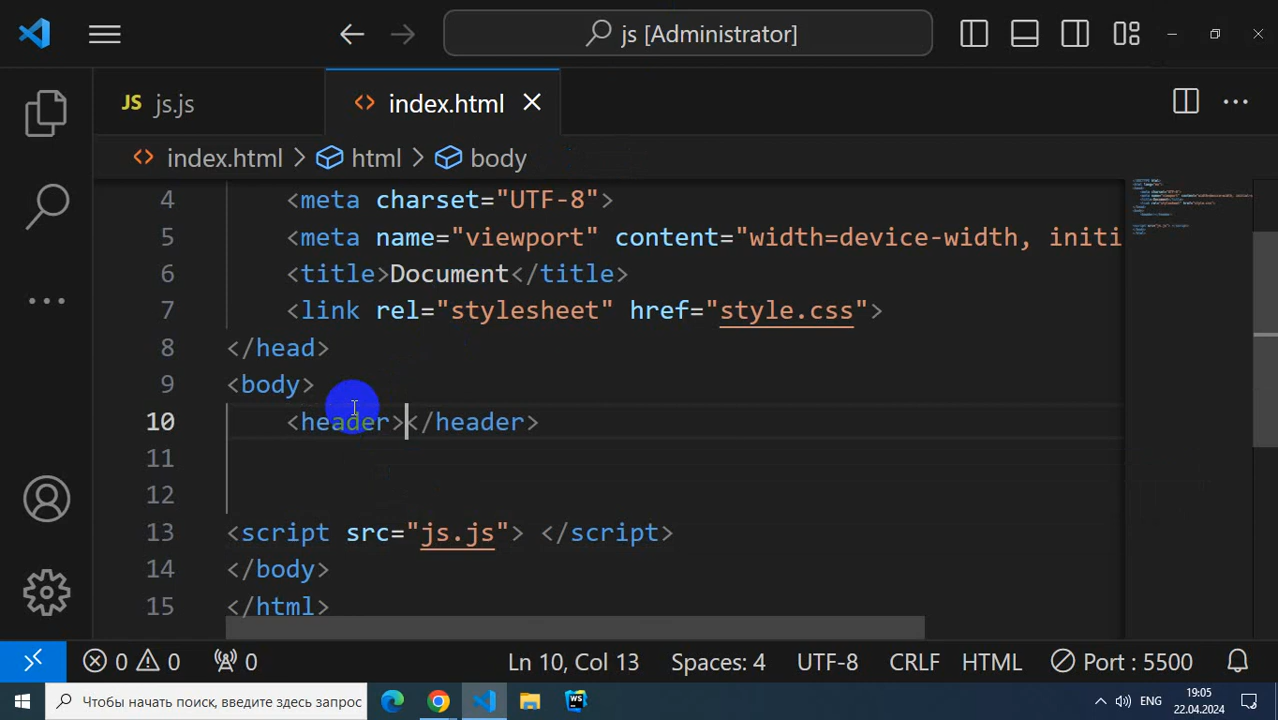 js [Administrator]
JS js.js
index.html
index.html > html > body
4 <meta charset="UTF-8">
5 <meta name="viewport" content="width=device-width, initi
6 <title>Document</title>
7 <link rel="stylesheet" href="style.css">
8 </head>
9 <body>
10 <header></header>
11
12
13 <script src="js.js"> </script>
14 </body>
15 </html>
0 0 0 Ln 10, Col 13 Spaces: 4 UTF-8 CRLF HTML Port : 5500
Чтобы начать поиск, введите здесь запрос
WS
ENG
19:05
22.04.2024